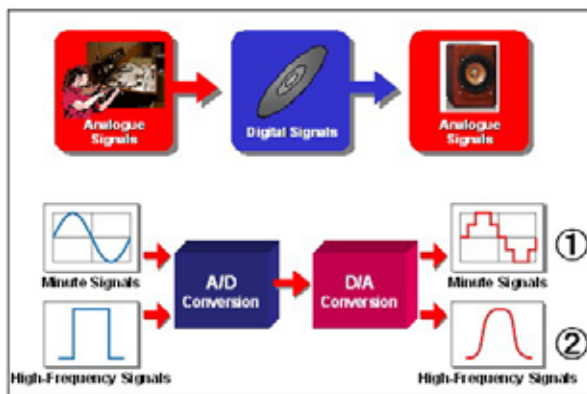 Analogue
Signals
Digital Signals
Analogue
Signals
Minute Signals
A/D
Conversion
D/A
Conversion
Minute Signals
①
High-Frequency Signals
High-Frequency Signals
②